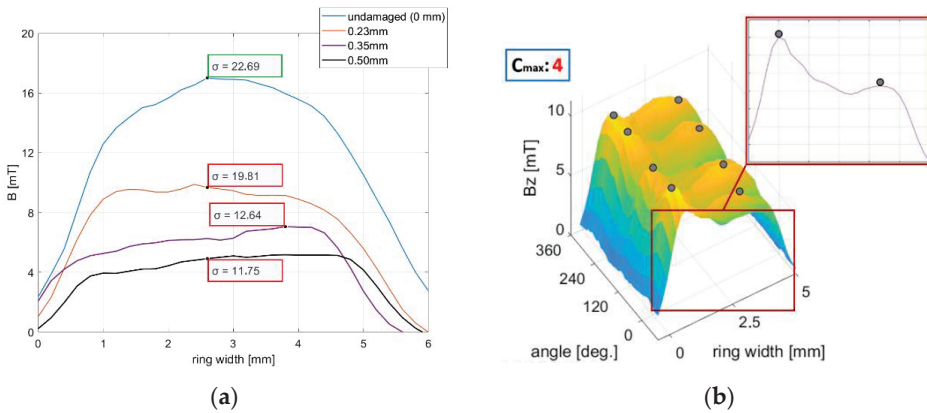 undamaged (0 mm)
0.23mm
0.35mm
0.50mm
20
16
12
8
4
0
B [mT]
σ = 22.69
σ = 19.81
σ = 12.64
σ = 11.75
0 1 2 3 4 5 6
ring width [mm]
(a)
Cmax: 4
10
5
0
Bz [mT]
360
240
120
0
angle [deg.]
0
2.5
5
ring width [mm]
(b)